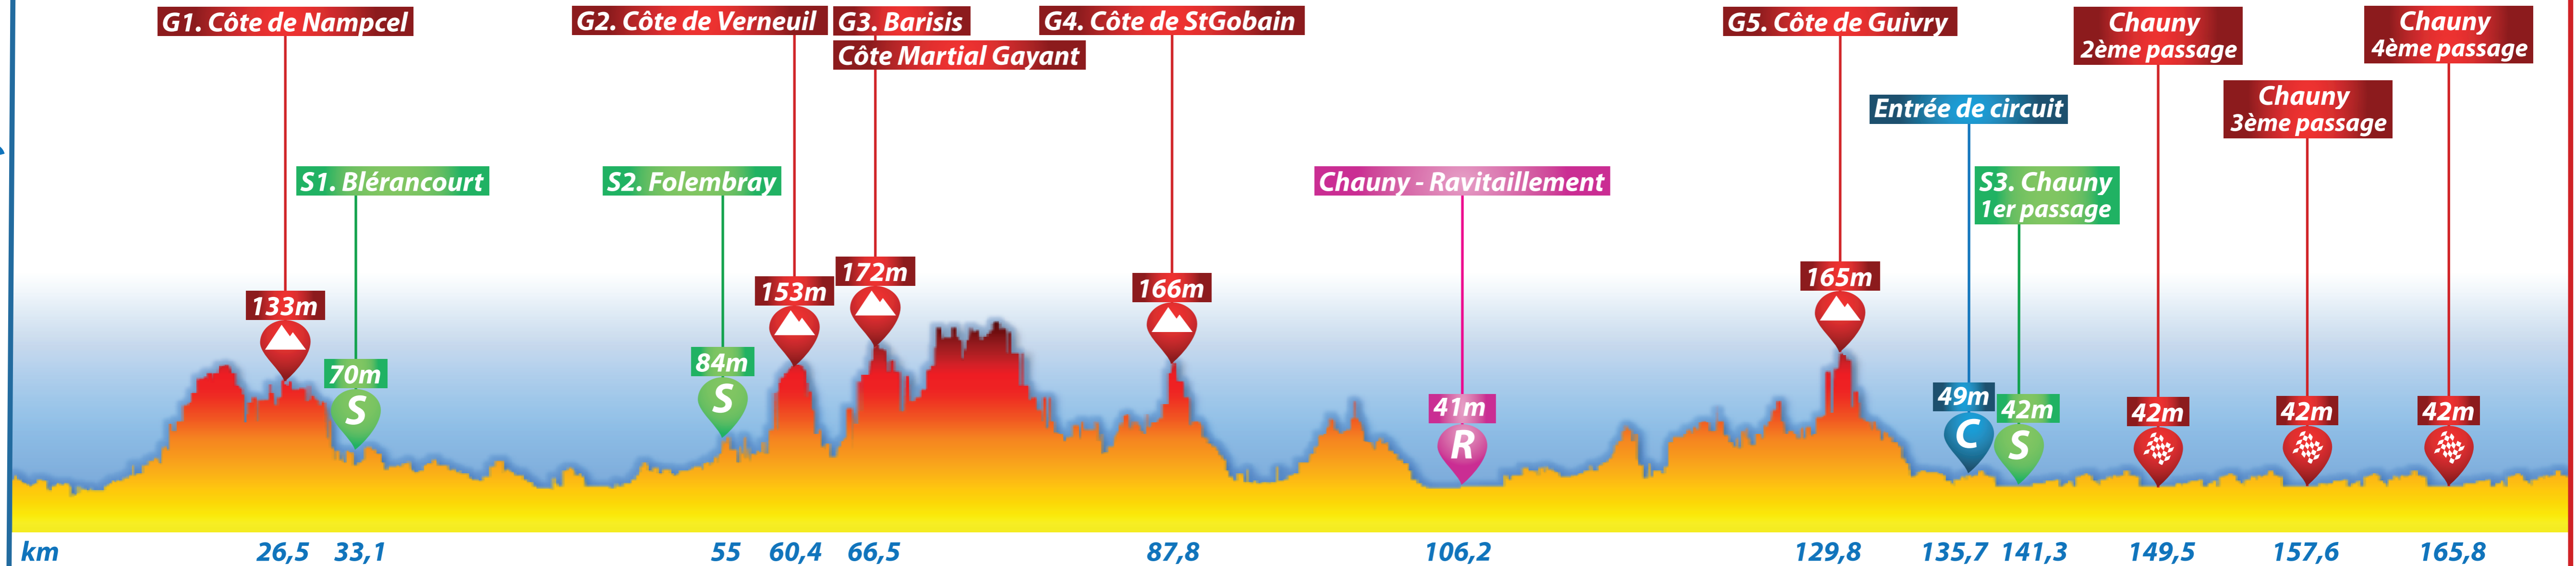 G1. Côte de Nampcel
G2. Côte de Verneuil
G3. Barisis
Côte Martial Gayant
G4. Côte de StGobain
G5. Côte de Guivry
Chauny
2ème passage
Chauny
4ème passage
Chauny
3ème passage
Entrée de circuit
S1. Blérancourt
S2. Folembray
Chauny - Ravitaillement
S3. Chauny
1er passage
133m
70m
S
84m
S
153m
172m
166m
41m
R
165m
49m
C
42m
S
42m
42m
42m
km 26,5 33,1 55 60,4 66,5 87,8 106,2 129,8 135,7 141,3 149,5 157,6 165,8